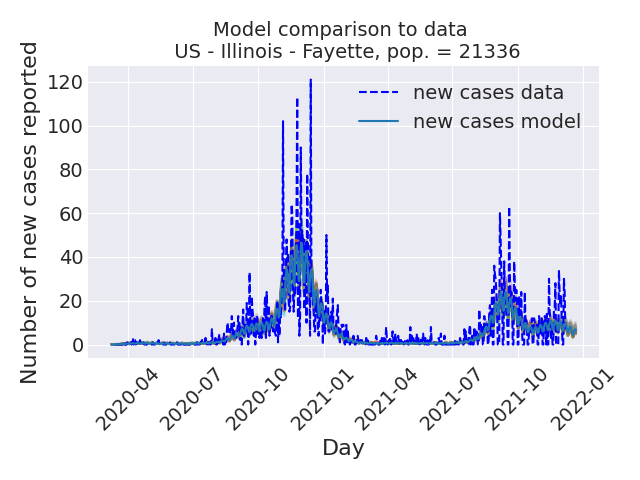 Model comparison to data
US - Illinois - Fayette, pop. = 21336
Number of new cases reported
120
100
80
60
40
20
0
new cases data
new cases model
2020-04
2020-07
2020-10
2021-01
2021-04
2021-07
2021-10
2022-01
Day